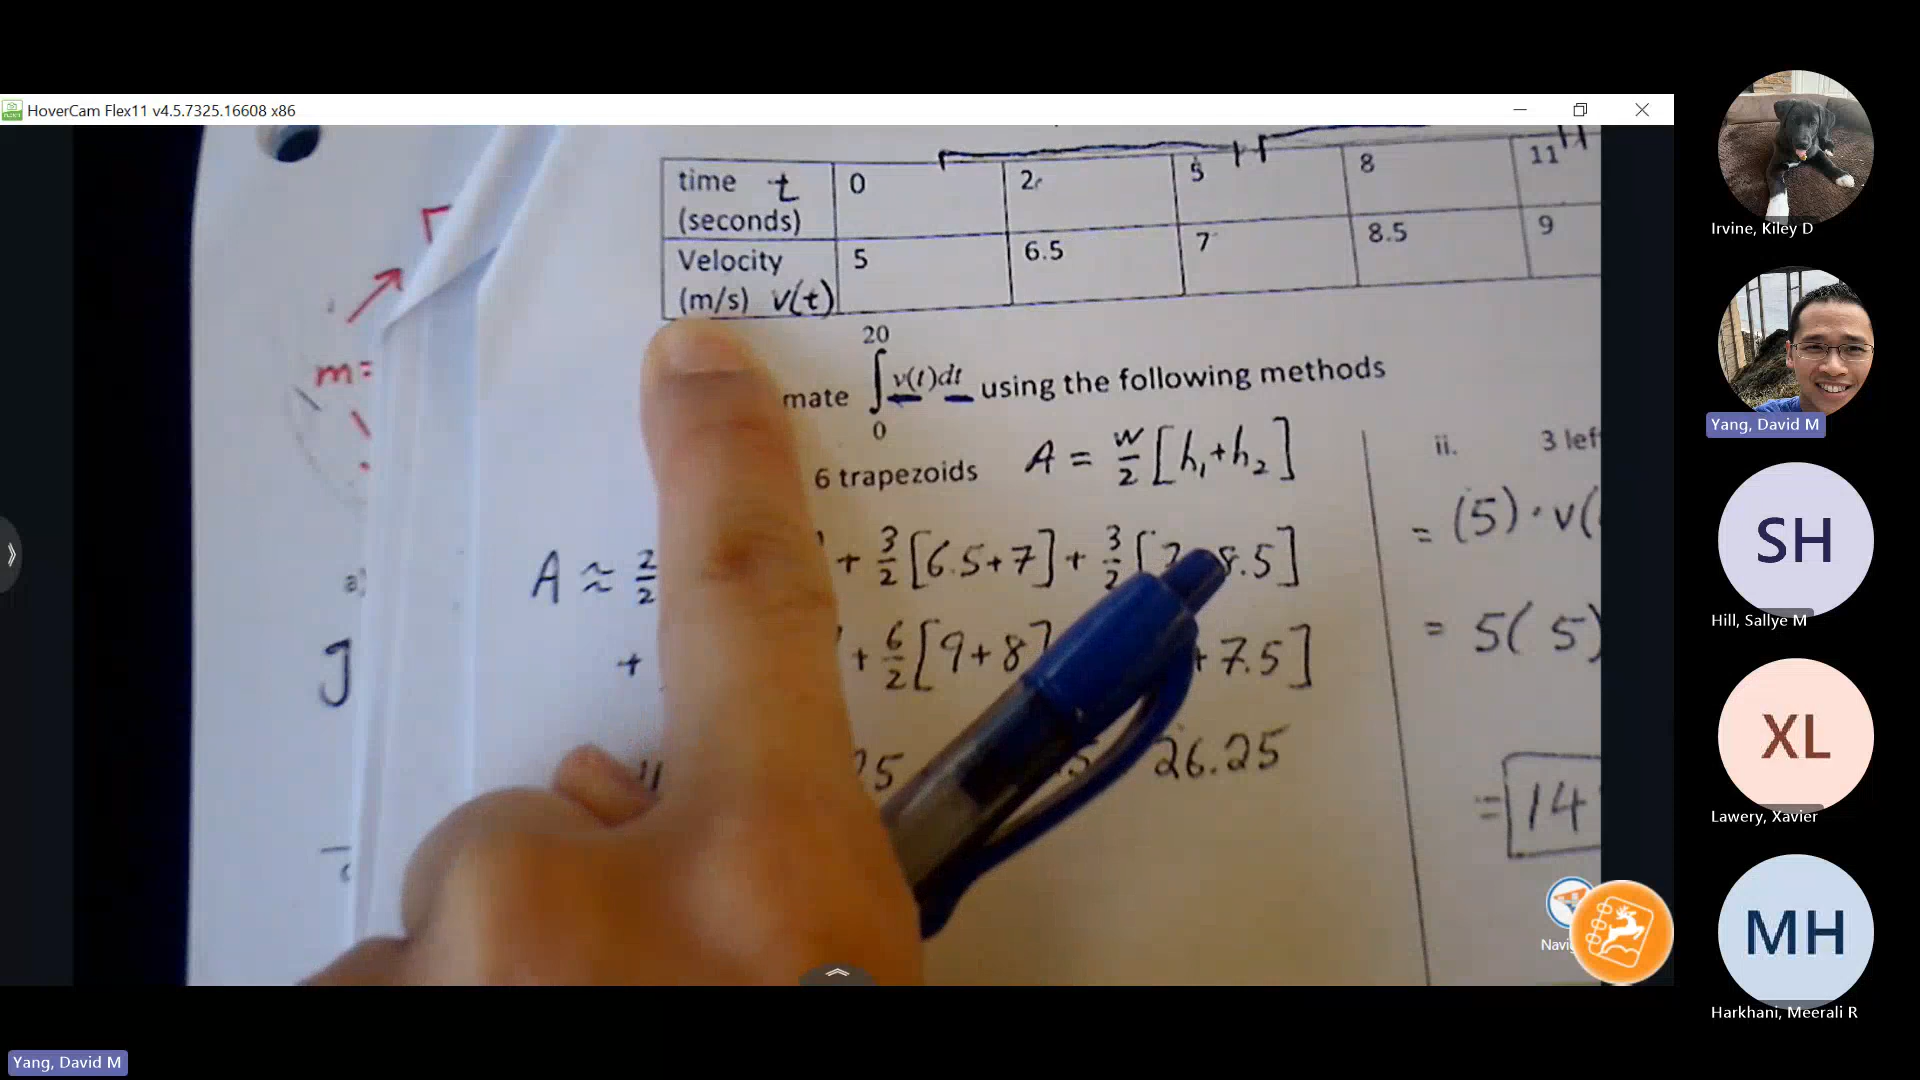 HoverCam Flex11 v4.5.7325.16608 x86
time t 0 2 5 8 11
(seconds)
Velocity 5 6.5 7 8.5 9
(m/s) v(t)
m=
mate ∫₀²⁰ v(t)dt using the following methods
6 trapezoids A = w/2 [h₁+h₂]
A ≈ 2/2 + 3/2 [6.5+7] + 3/2 [ 8.5]
+ + 6/2 [9+8] + 7.5]
26.25
a)
ii. 3 lef
= (5) · v(
= 5( 5)
= 14
Irvine, Kiley D
Yang, David M
SH
Hill, Sallye M
XL
Lawery, Xavier
MH
Harkhani, Meerali R
Yang, David M